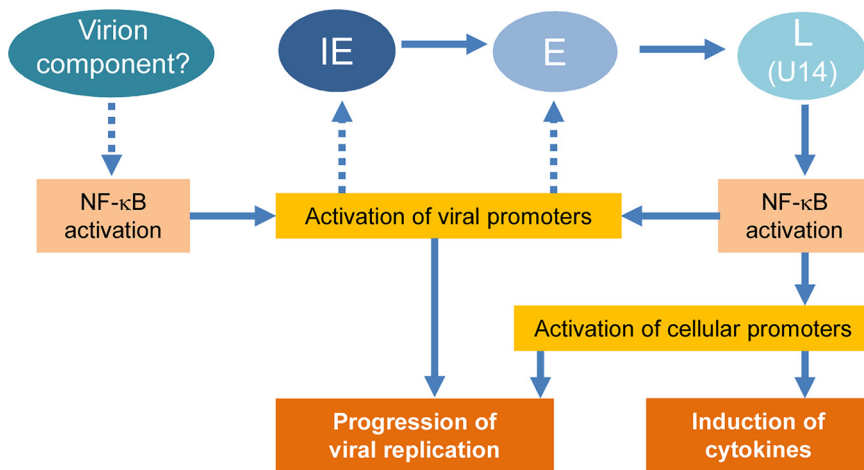 Virion
component?
IE
E
L
(U14)
NF-κB
activation
Activation of viral promoters
NF-κB
activation
Activation of cellular promoters
Progression of
viral replication
Induction of
cytokines